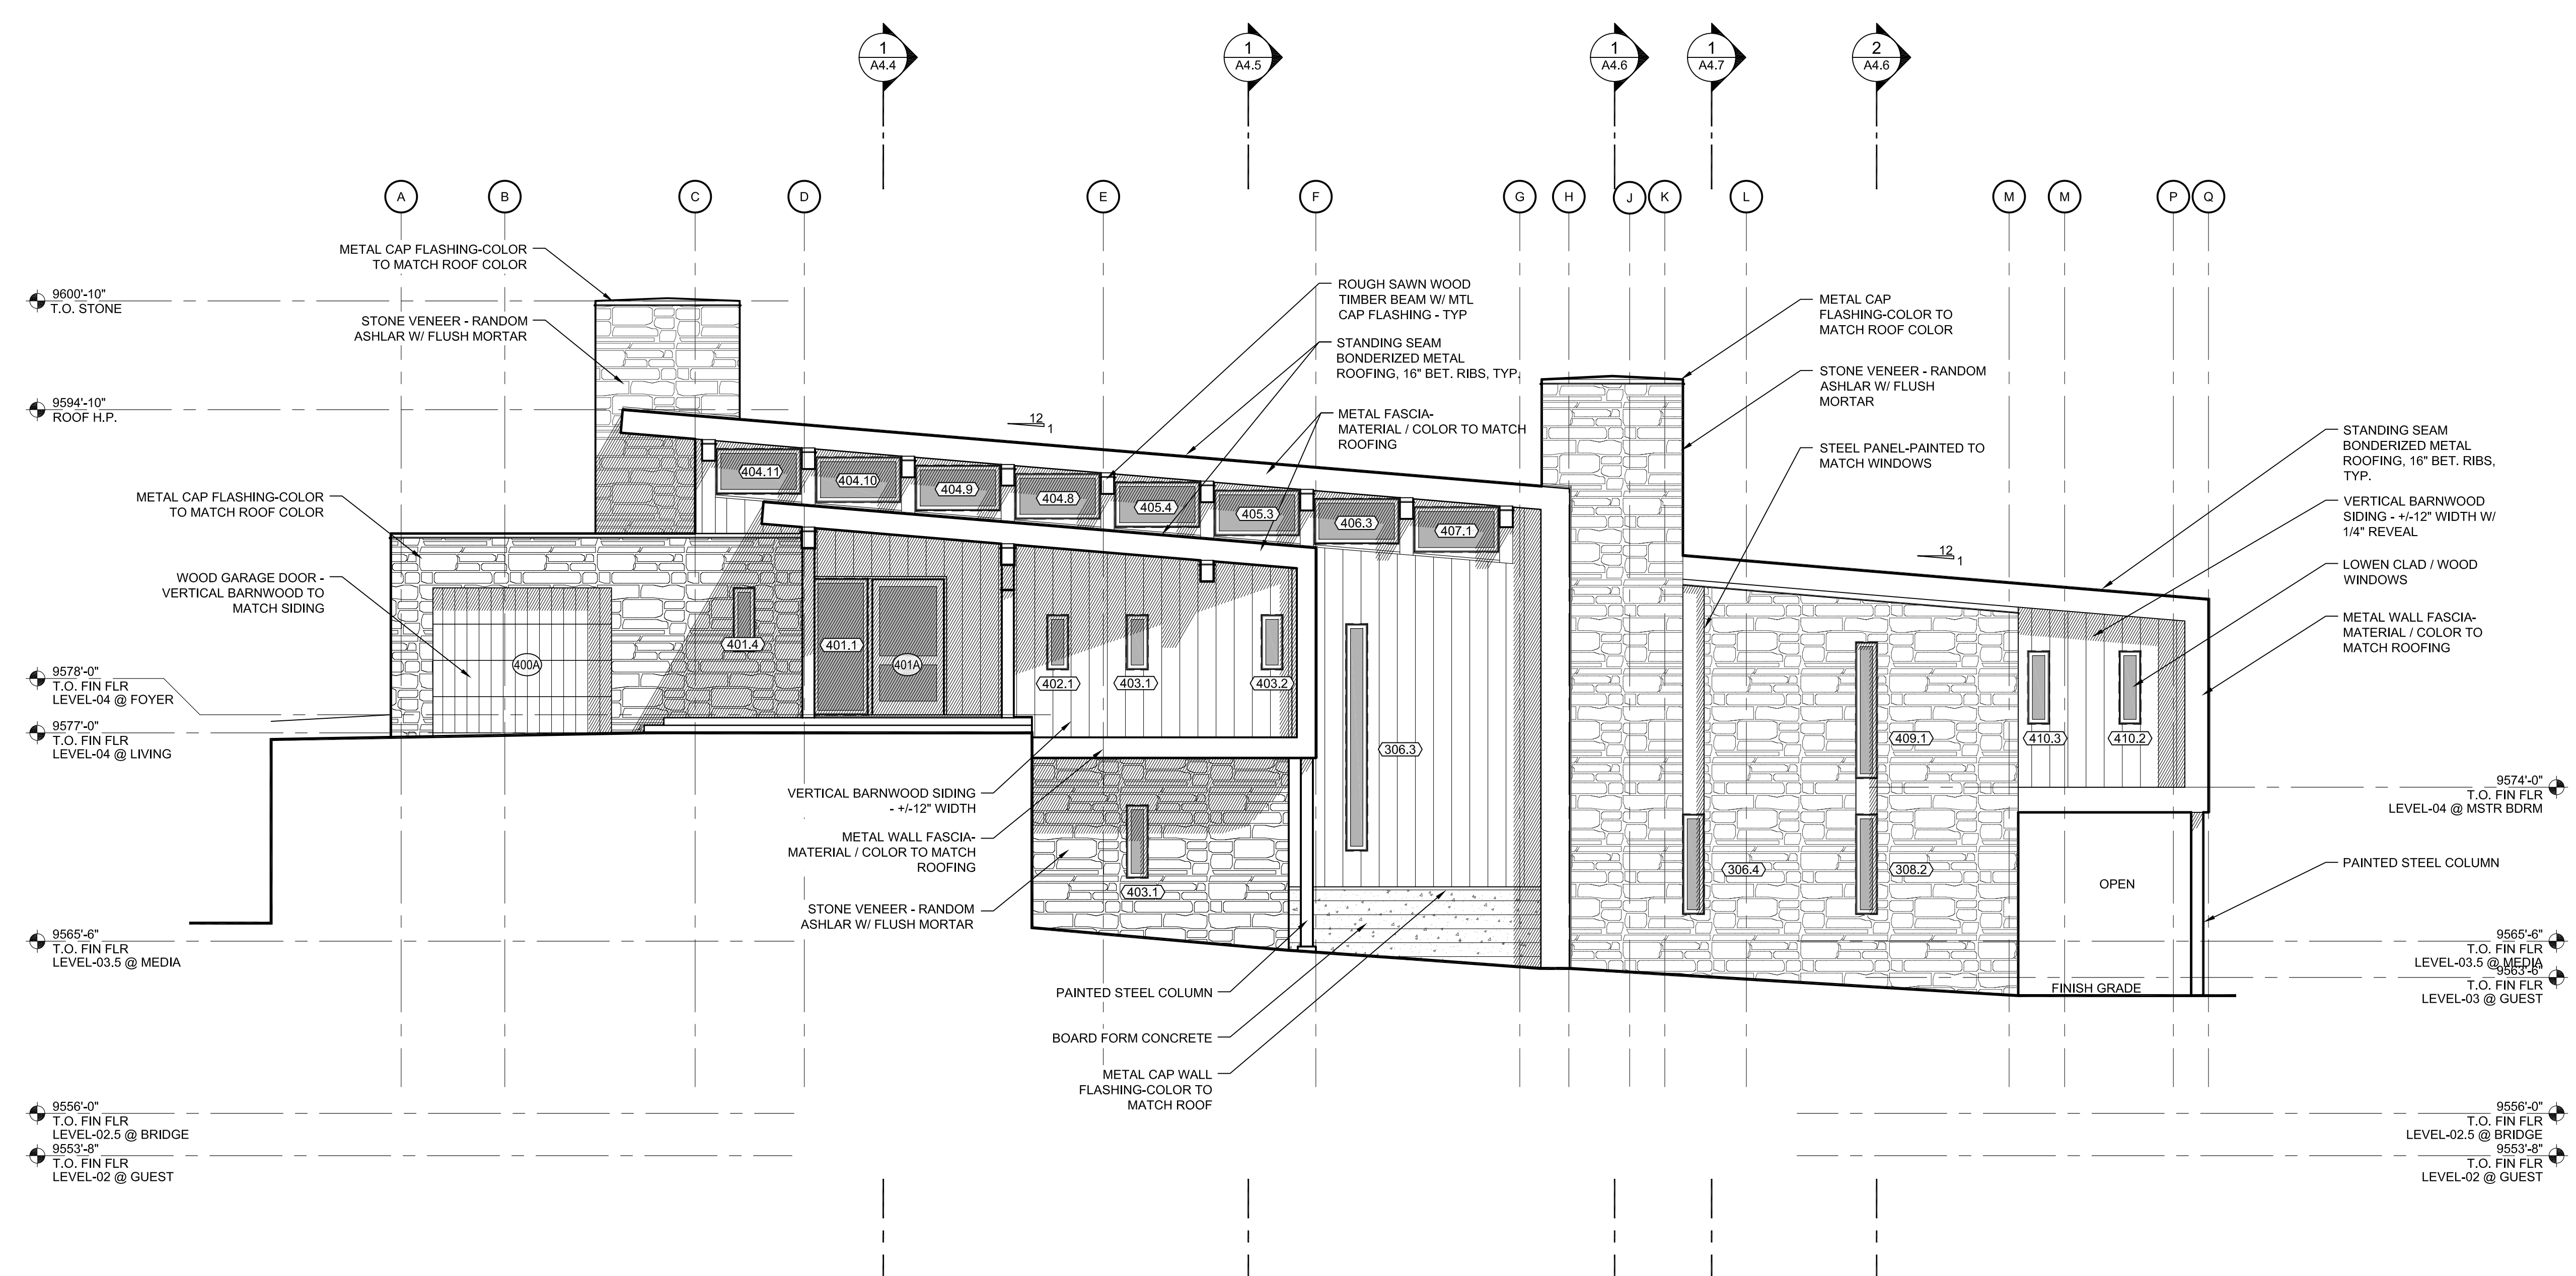 1
A4.4
1
A4.5
1
A4.6
1
A4.7
2
A4.6
A
B
C
D
E
F
G
H
J
K
L
M
M
P
Q
METAL CAP FLASHING-COLOR
TO MATCH ROOF COLOR
9600'-10"
T.O. STONE
STONE VENEER - RANDOM
ASHLAR W/ FLUSH MORTAR
9594'-10"
ROOF H.P.
METAL CAP FLASHING-COLOR
TO MATCH ROOF COLOR
WOOD GARAGE DOOR -
VERTICAL BARNWOOD TO
MATCH SIDING
9578'-0"
T.O. FIN FLR
LEVEL-04 @ FOYER
9577'-0"
T.O. FIN FLR
LEVEL-04 @ LIVING
9565'-6"
T.O. FIN FLR
LEVEL-03.5 @ MEDIA
9556'-0"
T.O. FIN FLR
LEVEL-02.5 @ BRIDGE
9553'-8"
T.O. FIN FLR
LEVEL-02 @ GUEST
ROUGH SAWN WOOD
TIMBER BEAM W/ MTL
CAP FLASHING - TYP
STANDING SEAM
BONDERIZED METAL
ROOFING, 16" BET. RIBS, TYP.
METAL FASCIA-
MATERIAL / COLOR TO MATCH
ROOFING
12
1
404.11
404.10
404.9
404.8
405.4
405.3
406.3
407.1
400A
401.4
401.1
401A
402.1
403.1
403.2
306.3
403.1
VERTICAL BARNWOOD SIDING
- +/-12" WIDTH
METAL WALL FASCIA-
MATERIAL / COLOR TO MATCH
ROOFING
STONE VENEER - RANDOM
ASHLAR W/ FLUSH MORTAR
PAINTED STEEL COLUMN
BOARD FORM CONCRETE
METAL CAP WALL
FLASHING-COLOR TO
MATCH ROOF
METAL CAP
FLASHING-COLOR TO
MATCH ROOF COLOR
STONE VENEER - RANDOM
ASHLAR W/ FLUSH
MORTAR
STEEL PANEL-PAINTED TO
MATCH WINDOWS
12
1
409.1
410.3
410.2
306.4
308.2
OPEN
FINISH GRADE
STANDING SEAM
BONDERIZED METAL
ROOFING, 16" BET. RIBS,
TYP.
VERTICAL BARNWOOD
SIDING - +/-12" WIDTH W/
1/4" REVEAL
LOWEN CLAD / WOOD
WINDOWS
METAL WALL FASCIA-
MATERIAL / COLOR TO
MATCH ROOFING
9574'-0"
T.O. FIN FLR
LEVEL-04 @ MSTR BDRM
PAINTED STEEL COLUMN
9565'-6"
T.O. FIN FLR
LEVEL-03.5 @ MEDIA
9563'-6"
T.O. FIN FLR
LEVEL-03 @ GUEST
9556'-0"
T.O. FIN FLR
LEVEL-02.5 @ BRIDGE
9553'-8"
T.O. FIN FLR
LEVEL-02 @ GUEST